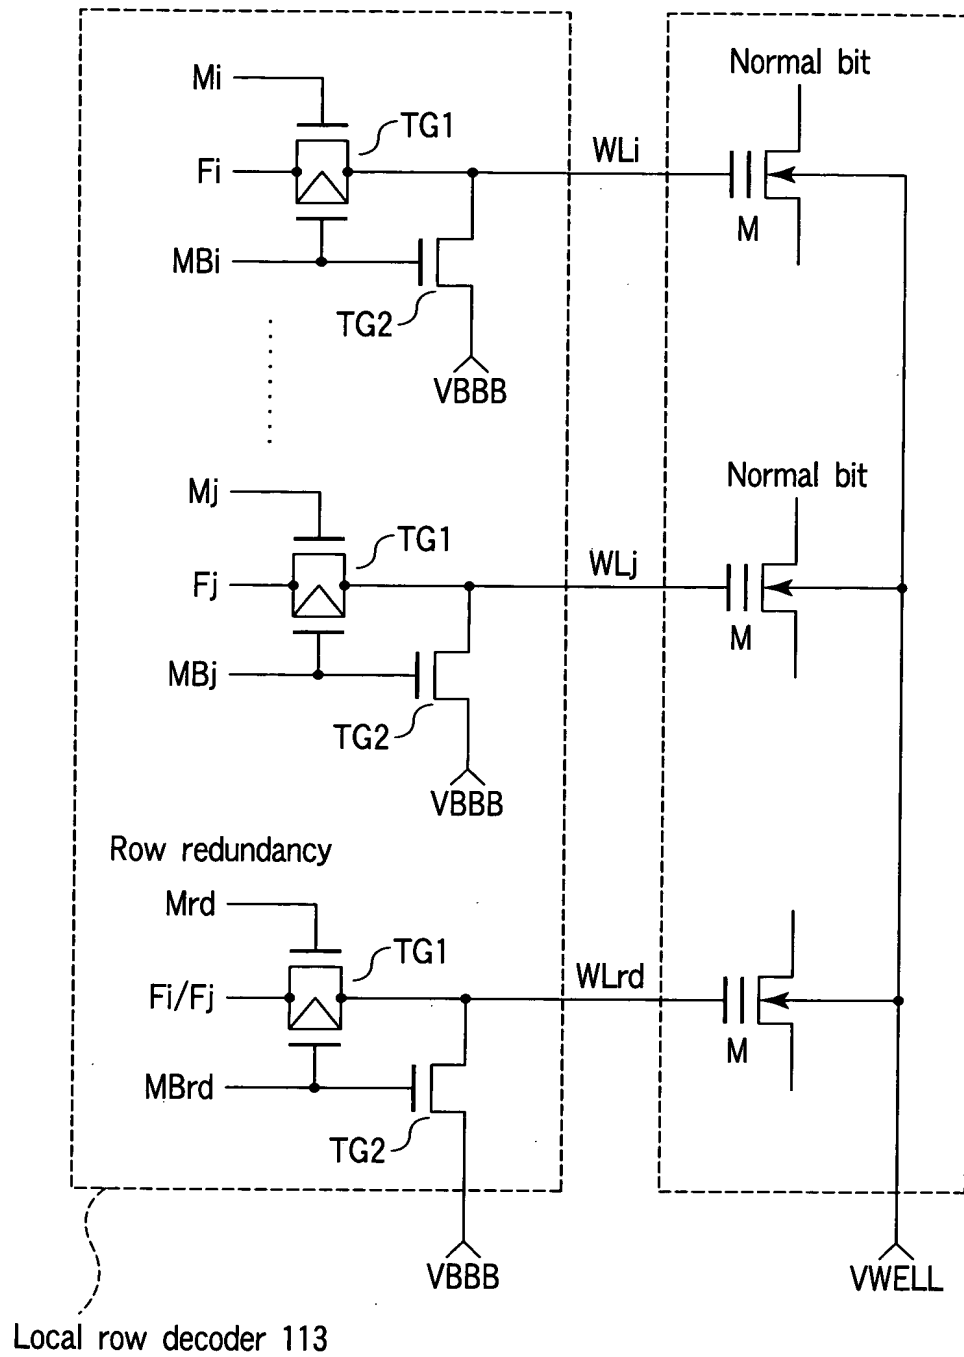 Normal bit
Mi
TG1
WLi
Fi
M
MBi
TG2
VBBB
Normal bit
Mj
TG1
WLj
Fj
M
MBj
TG2
VBBB
Row redundancy
Mrd
TG1
WLrd
Fi/Fj
M
MBrd
TG2
VBBB
VWELL
Local row decoder 113